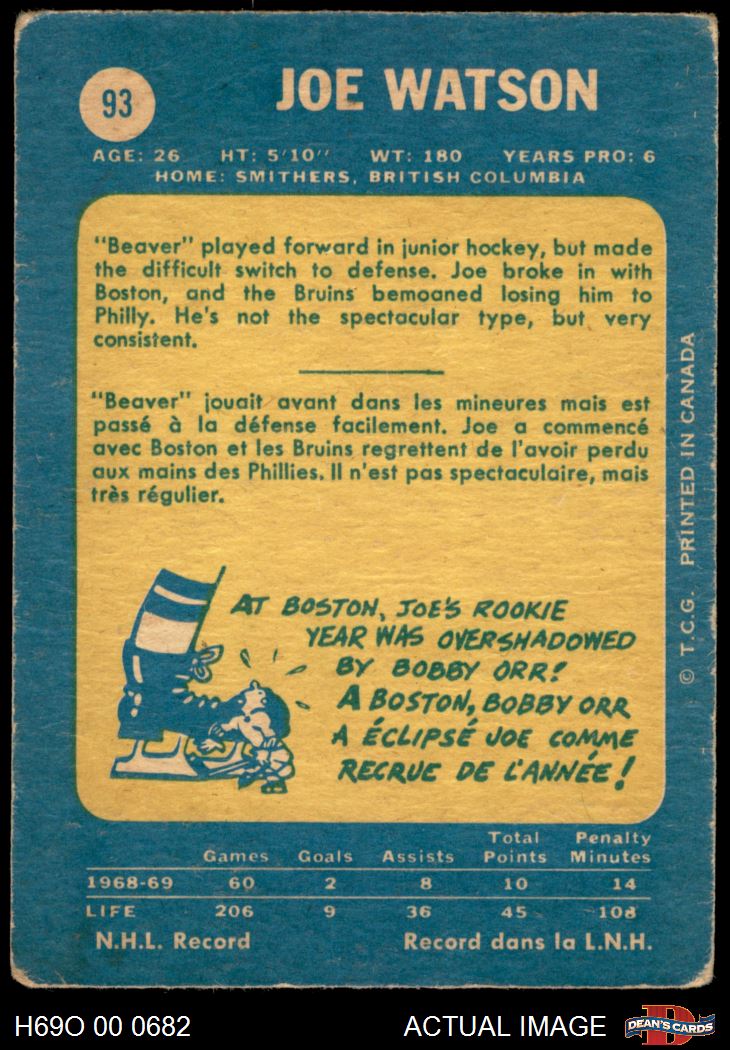 93
JOE WATSON
AGE: 26 HT: 5'10'' WT: 180 YEARS PRO: 6
HOME: SMITHERS, BRITISH COLUMBIA
"Beaver" played forward in junior hockey, but made
the difficult switch to defense. Joe broke in with
Boston, and the Bruins bemoaned losing him to
Philly. He's not the spectacular type, but very
consistent.
"Beaver" jouait avant dans les mineures mais est
passé à la défense facilement. Joe a commencé
avec Boston et les Bruins regrettent de l'avoir perdu
aux mains des Phillies. Il n'est pas spectaculaire, mais
très régulier.
AT BOSTON, JOE'S ROOKIE
YEAR WAS OVERSHADOWED
BY BOBBY ORR!
A BOSTON, BOBBY ORR
A ÉCLIPSÉ JOE COMME
RECRUE DE L'ANNÉE!
© T.C.G. PRINTED IN CANADA
Games Goals Assists Total Points Penalty Minutes
1968-69 60 2 8 10 14
LIFE 206 9 36 45 108
N.H.L. Record Record dans la L.N.H.
H69O 00 0682 ACTUAL IMAGE
D
DEAN'S CARDS